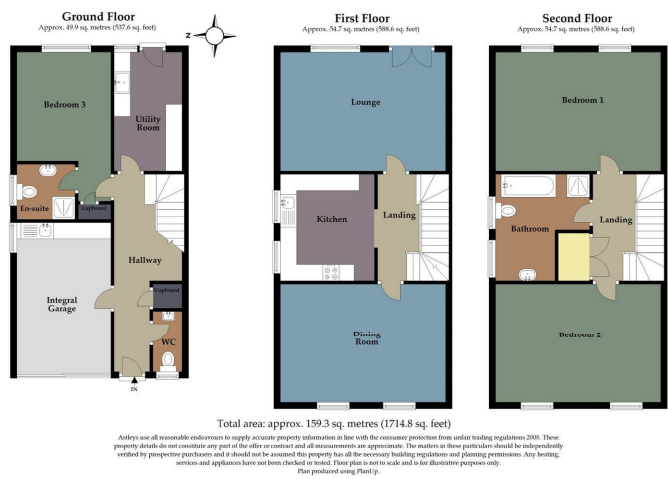 Ground Floor
Approx. 49.9 sq. metres (537.6 sq. feet)
First Floor
Approx. 54.7 sq. metres (588.6 sq. feet)
Second Floor
Approx. 54.7 sq. metres (588.6 sq. feet)
z
Bedroom 3
Utility
Room
En-suite
Cupboard
Hallway
Integral
Garage
Cupboard
WC
IN
Lounge
Kitchen
Landing
Dining
Room
Bedroom 1
Bathroom
Landing
Bedroom 2
Total area: approx. 159.3 sq. metres (1714.8 sq. feet)
Astleys use all reasonable endeavours to supply accurate property information in line with the consumer protection from unfair trading regulations 2008. These
property details do not constitute any part of the offer or contract and all measurements are approximate. The matters in these particulars should be independently
verified by prospective purchasers and it should not be assumed this property has all the necessary building regulations and planning permissions. Any heating,
services and appliances have not been checked or tested. Floor plan is not to scale and is for illustrative purposes only.
Plan produced using PlanUp.